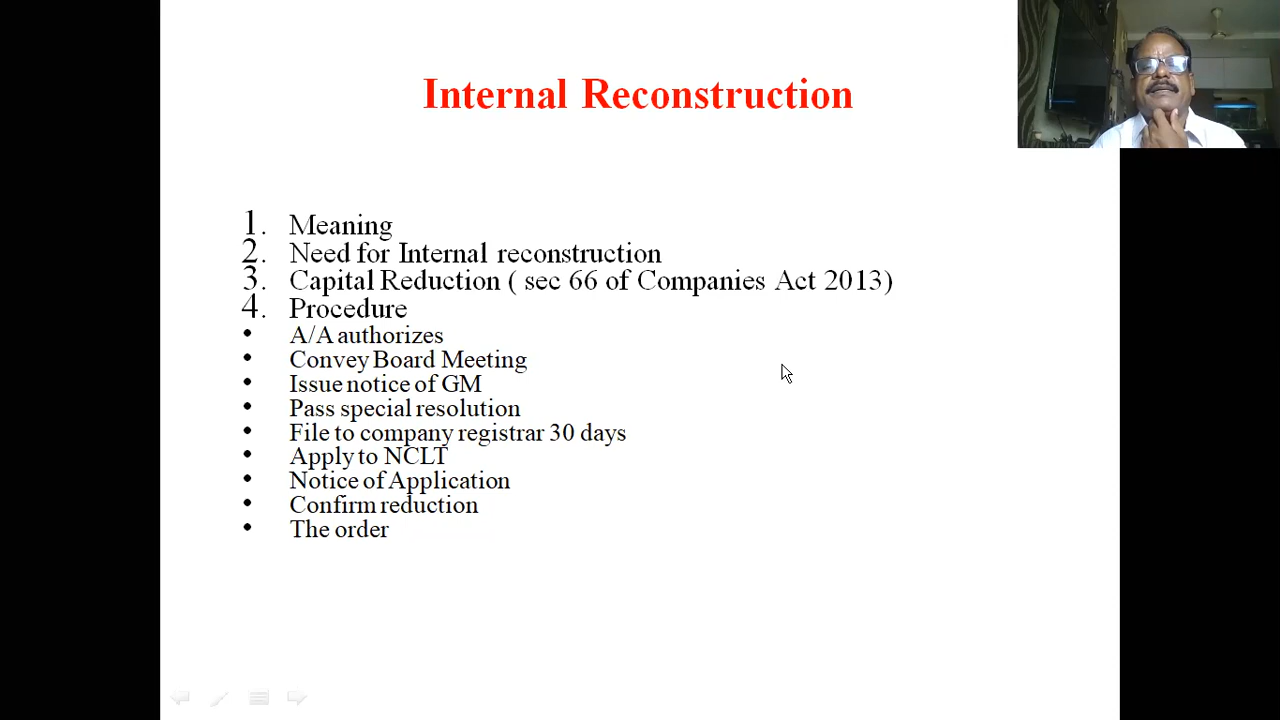 Internal Reconstruction
1. Meaning
2. Need for Internal reconstruction
3. Capital Reduction ( sec 66 of Companies Act 2013)
4. Procedure
• A/A authorizes
• Convey Board Meeting
• Issue notice of GM
• Pass special resolution
• File to company registrar 30 days
• Apply to NCLT
• Notice of Application
• Confirm reduction
• The order